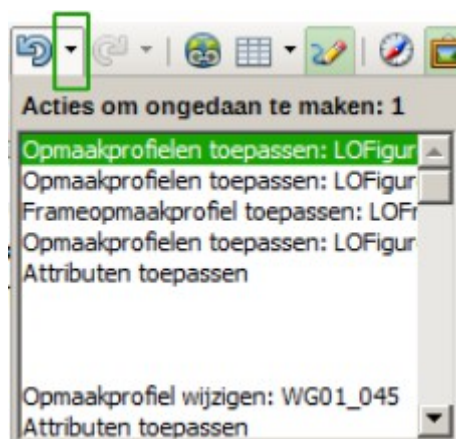 Acties om ongedaan te maken: 1
Opmaakprofielen toepassen: LOFigur
Opmaakprofielen toepassen: LOFigur
Frameopmaakprofiel toepassen: LOFr
Opmaakprofielen toepassen: LOFigur
Attributen toepassen
Opmaakprofiel wijzigen: WG01_045
Attributen toepassen